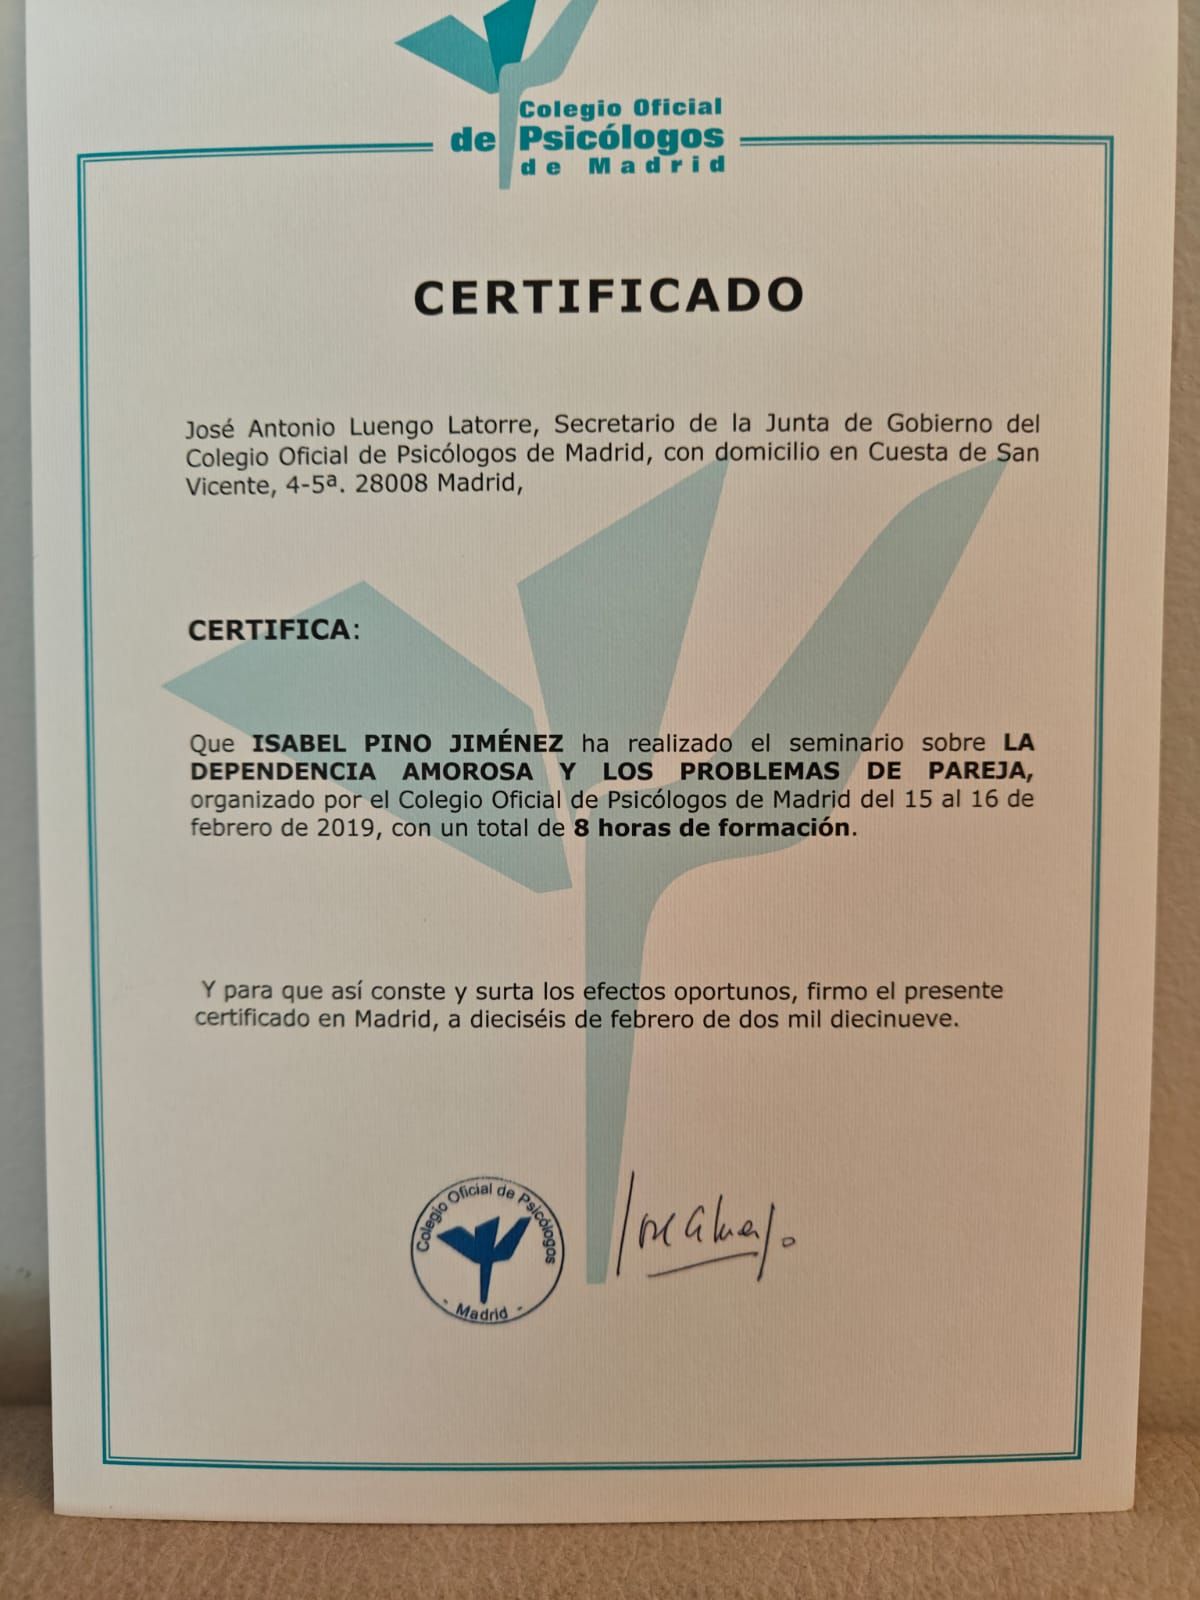 Colegio Oficial
de Psicólogos
de Madrid
CERTIFICADO
José Antonio Luengo Latorre, Secretario de la Junta de Gobierno del
Colegio Oficial de Psicólogos de Madrid, con domicilio en Cuesta de San
Vicente, 4-5ª. 28008 Madrid,
CERTIFICA:
Que ISABEL PINO JIMÉNEZ ha realizado el seminario sobre LA
DEPENDENCIA AMOROSA Y LOS PROBLEMAS DE PAREJA,
organizado por el Colegio Oficial de Psicólogos de Madrid del 15 al 16 de
febrero de 2019, con un total de 8 horas de formación.
Y para que así conste y surta los efectos oportunos, firmo el presente
certificado en Madrid, a dieciséis de febrero de dos mil diecinueve.
Colegio Oficial de Psicólogos
- Madrid -